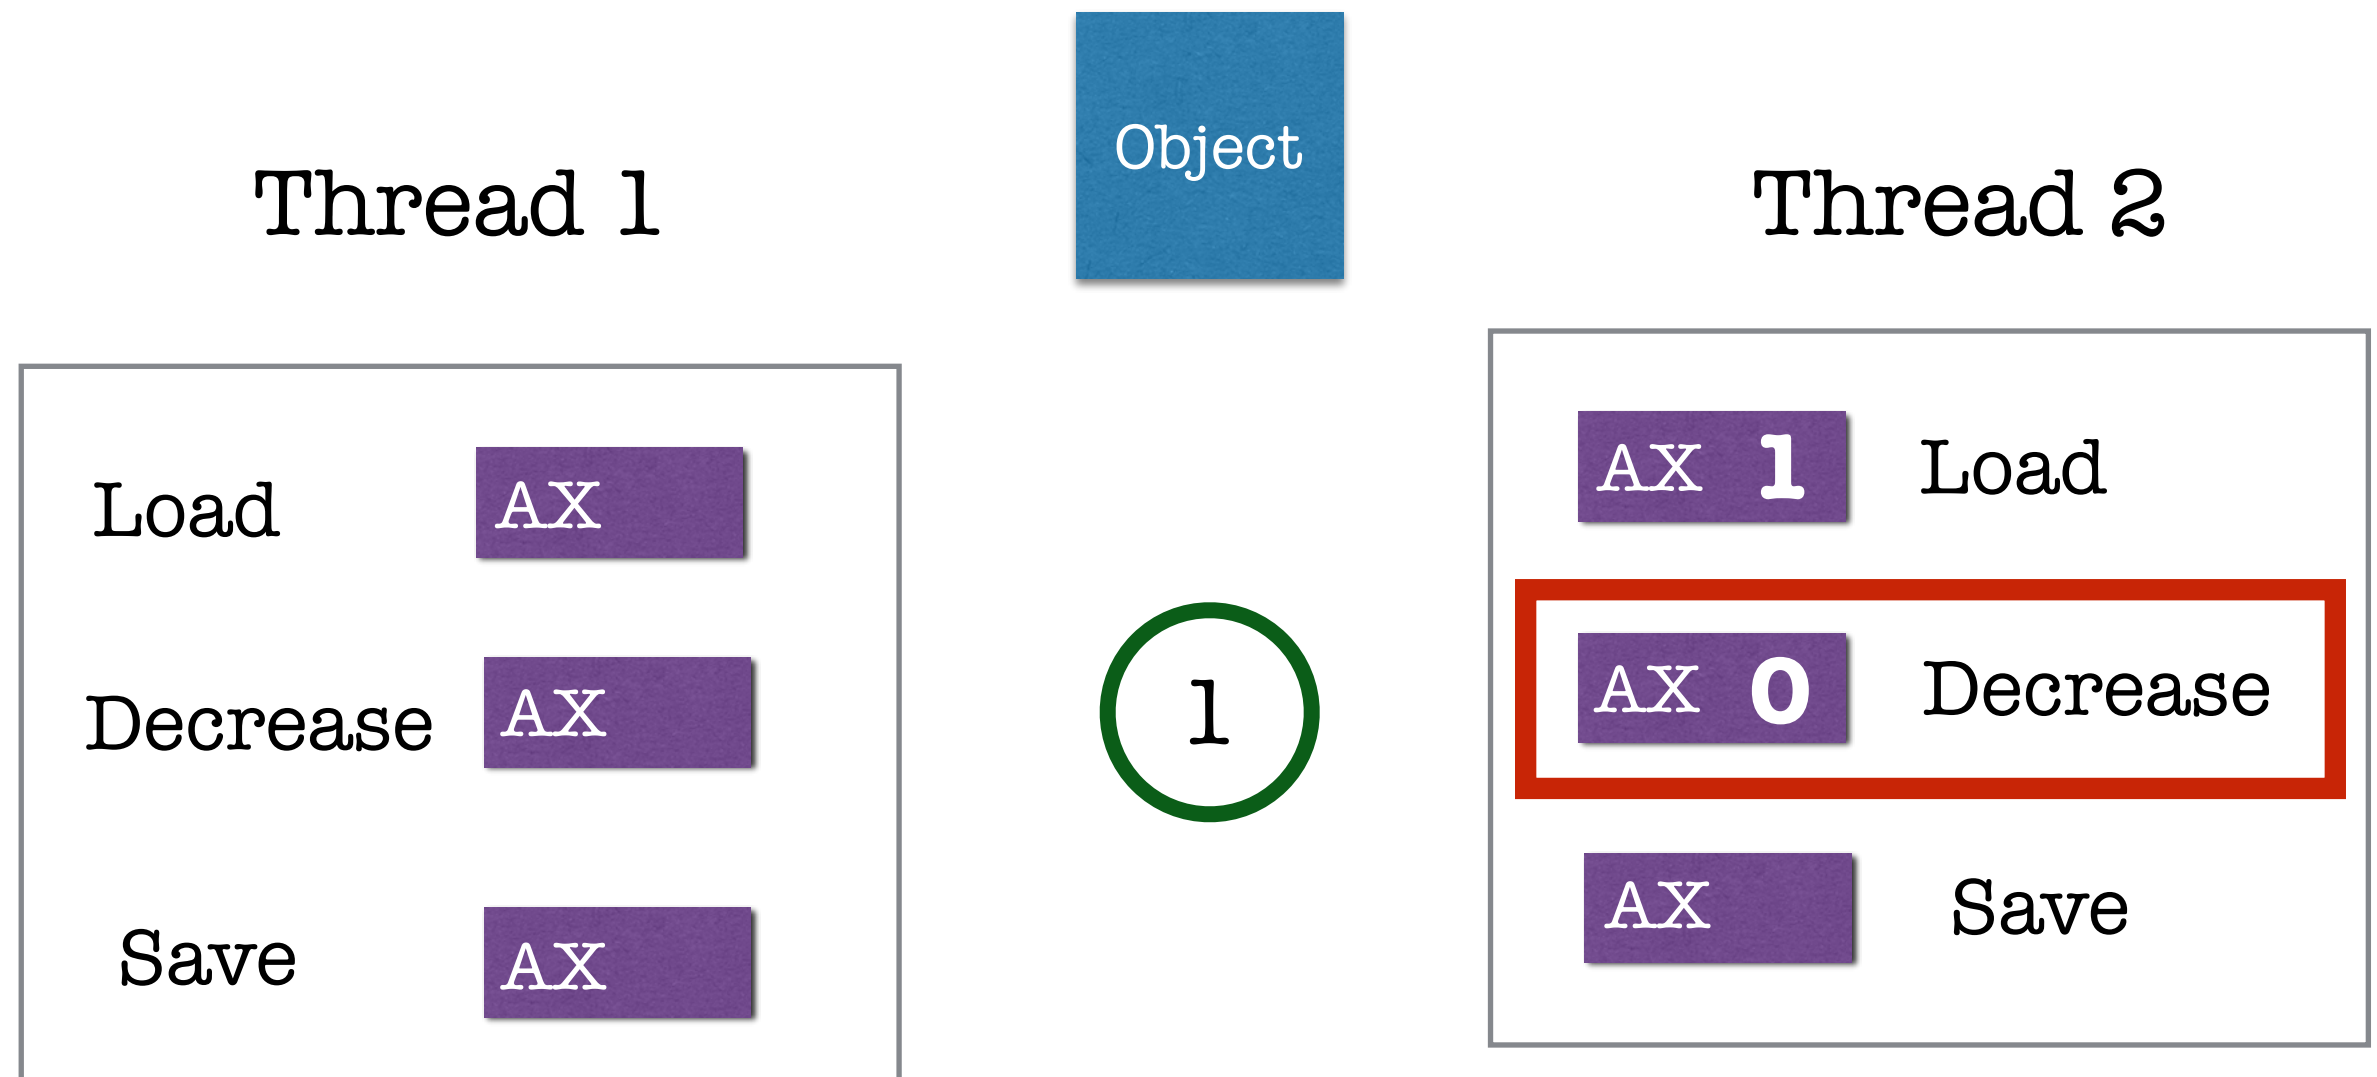 Object
Thread 1
Thread 2
Load AX
Decrease AX
Save AX
1
AX 1 Load
AX 0 Decrease
AX Save